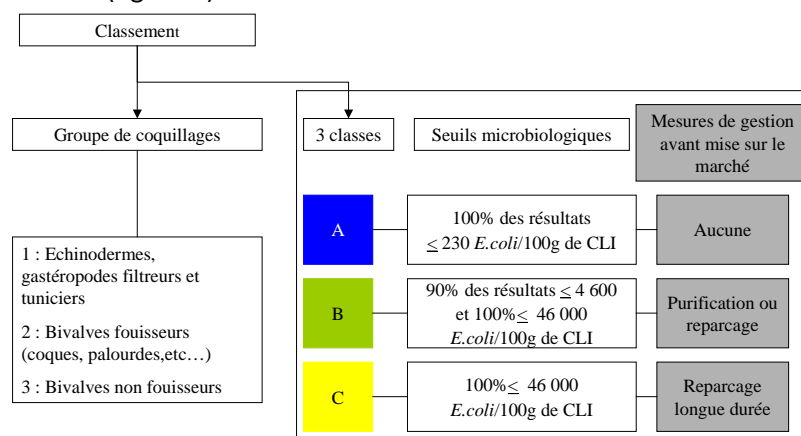 Classement
Groupe de coquillages
3 classes
Seuils microbiologiques
Mesures de gestion
avant mise sur le
marché
1 : Echinodermes,
gastéropodes filtreurs et
tuniciers
2 : Bivalves fouisseurs
(coques, palourdes,etc…)
3 : Bivalves non fouisseurs
A
100% des résultats
≤ 230 E.coli/100g de CLI
Aucune
B
90% des résultats ≤ 4 600
et 100%≤ 46 000
E.coli/100g de CLI
Purification ou
reparcage
C
100%≤ 46 000
E.coli/100g de CLI
Reparcage
longue durée